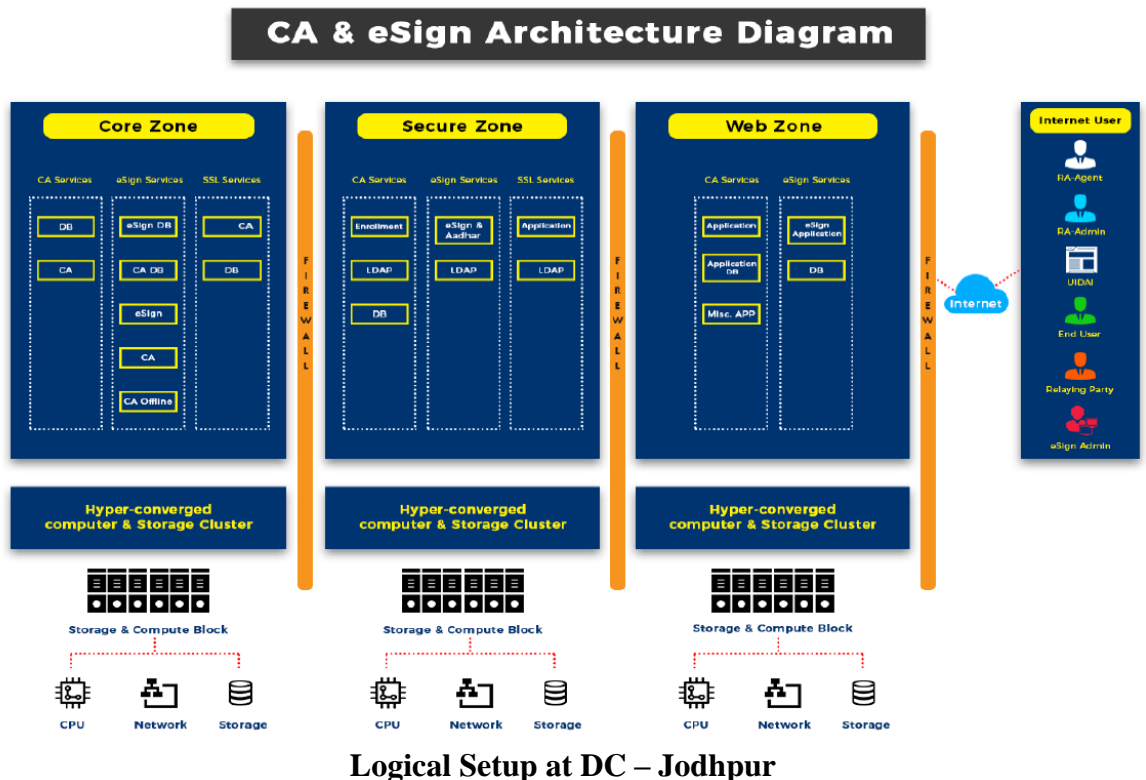 CA & eSign Architecture Diagram
Core Zone
CA Services
eSign Services
SSL Services
DB
CA
eSign DB
CA DB
eSign
CA
CA Offline
CA
DB
FIREWALL
Secure Zone
CA Services
eSign Services
SSL Services
Enrollment
LDAP
DB
eSign &
Aadhar
LDAP
Application
LDAP
FIREWALL
Web Zone
CA Services
eSign Services
Application
Application
DB
Misc. APP
eSign
Application
DB
FIREWALL
Internet
Internet User
RA-Agent
RA-Admin
UIDAI
End User
Relaying Party
eSign Admin
Hyper-converged
computer & Storage Cluster
Storage & Compute Block
CPU
Network
Storage
Hyper-converged
computer & Storage Cluster
Storage & Compute Block
CPU
Network
Storage
Hyper-converged
computer & Storage Cluster
Storage & Compute Block
CPU
Network
Storage
Logical Setup at DC – Jodhpur